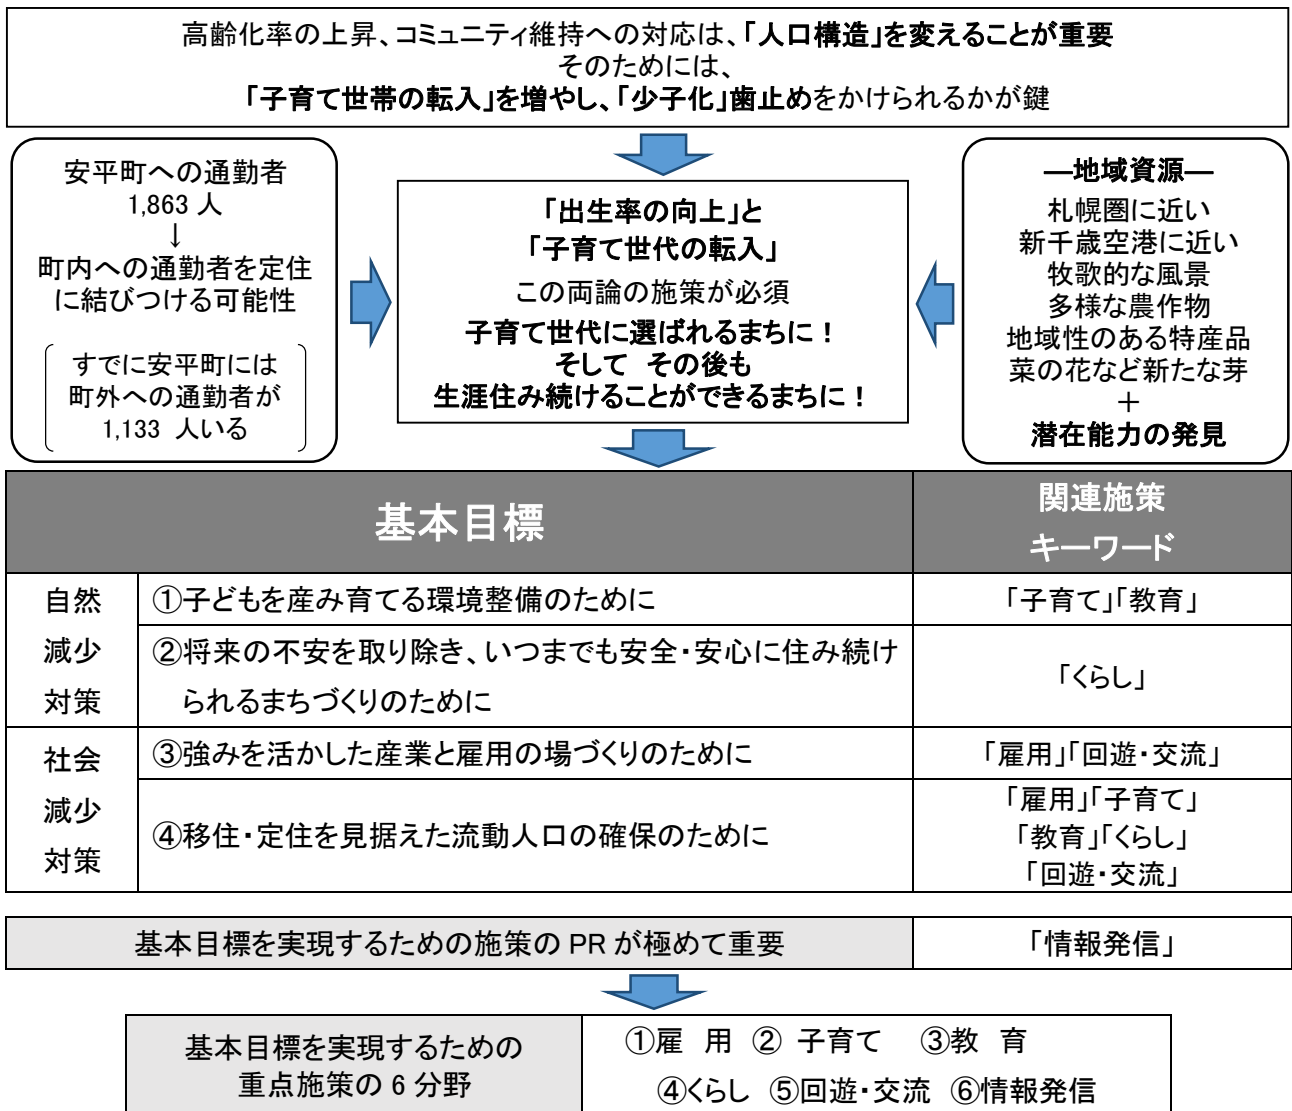 高齢化率の上昇、コミュニティ維持への対応は、「人口構造」を変えることが重要
そのためには、
「子育て世帯の転入」を増やし、「少子化」歯止めをかけられるかが鍵
安平町への通勤者
1,863 人
↓
町内への通勤者を定住
に結びつける可能性
すでに安平町には
町外への通勤者が
1,133 人いる
「出生率の向上」と
「子育て世代の転入」
この両論の施策が必須
子育て世代に選ばれるまちに！
そして その後も
生涯住み続けることができるまちに！
―地域資源―
札幌圏に近い
新千歳空港に近い
牧歌的な風景
多様な農作物
地域性のある特産品
菜の花など新たな芽
＋
潜在能力の発見
基本目標
関連施策
キーワード
自然
減少
対策
①子どもを産み育てる環境整備のために
「子育て」「教育」
②将来の不安を取り除き、いつまでも安全・安心に住み続け
られるまちづくりのために
「くらし」
社会
減少
対策
③強みを活かした産業と雇用の場づくりのために
「雇用」「回遊・交流」
④移住・定住を見据えた流動人口の確保のために
「雇用」「子育て」
「教育」「くらし」
「回遊・交流」
基本目標を実現するための施策の PR が極めて重要
「情報発信」
基本目標を実現するための
重点施策の 6 分野
①雇 用 ② 子育て ③教 育
④くらし ⑤回遊・交流 ⑥情報発信